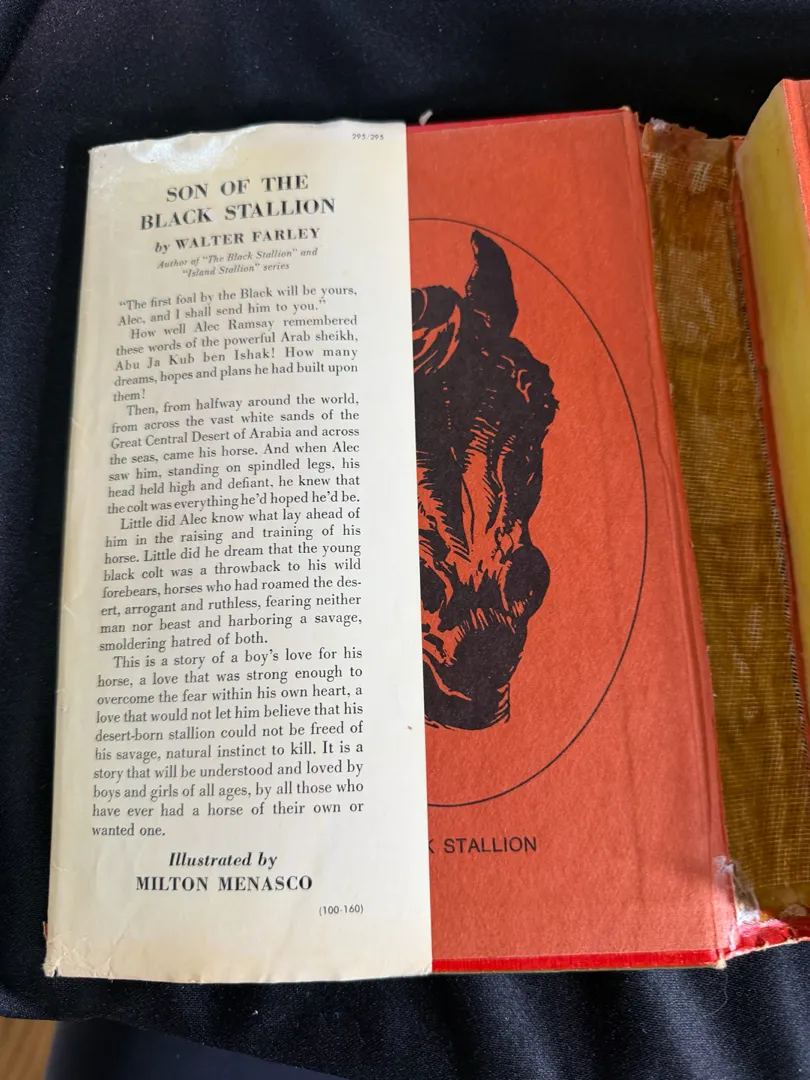 295/295
SON OF THE
BLACK STALLION
by WALTER FARLEY
Author of "The Black Stallion" and
"Island Stallion" series
"The first foal by the Black will be yours,
Alec, and I shall send him to you."
How well Alec Ramsay remembered
these words of the powerful Arab sheikh,
Abu Ja Kub ben Ishak! How many
dreams, hopes and plans he had built upon
them!
Then, from halfway around the world,
from across the vast white sands of the
Great Central Desert of Arabia and across
the seas, came his horse. And when Alec
saw him, standing on spindled legs, his
head held high and defiant, he knew that
the colt was everything he'd hoped he'd be.
Little did Alec know what lay ahead of
him in the raising and training of his
horse. Little did he dream that the young
black colt was a throwback to his wild
forebears, horses who had roamed the des-
ert, arrogant and ruthless, fearing neither
man nor beast and harboring a savage,
smoldering hatred of both.
This is a story of a boy's love for his
horse, a love that was strong enough to
overcome the fear within his own heart, a
love that would not let him believe that his
desert-born stallion could not be freed of
his savage, natural instinct to kill. It is a
story that will be understood and loved by
boys and girls of all ages, by all those who
have ever had a horse of their own or
wanted one.
Illustrated by
MILTON MENASCO
(100-160)
K STALLION